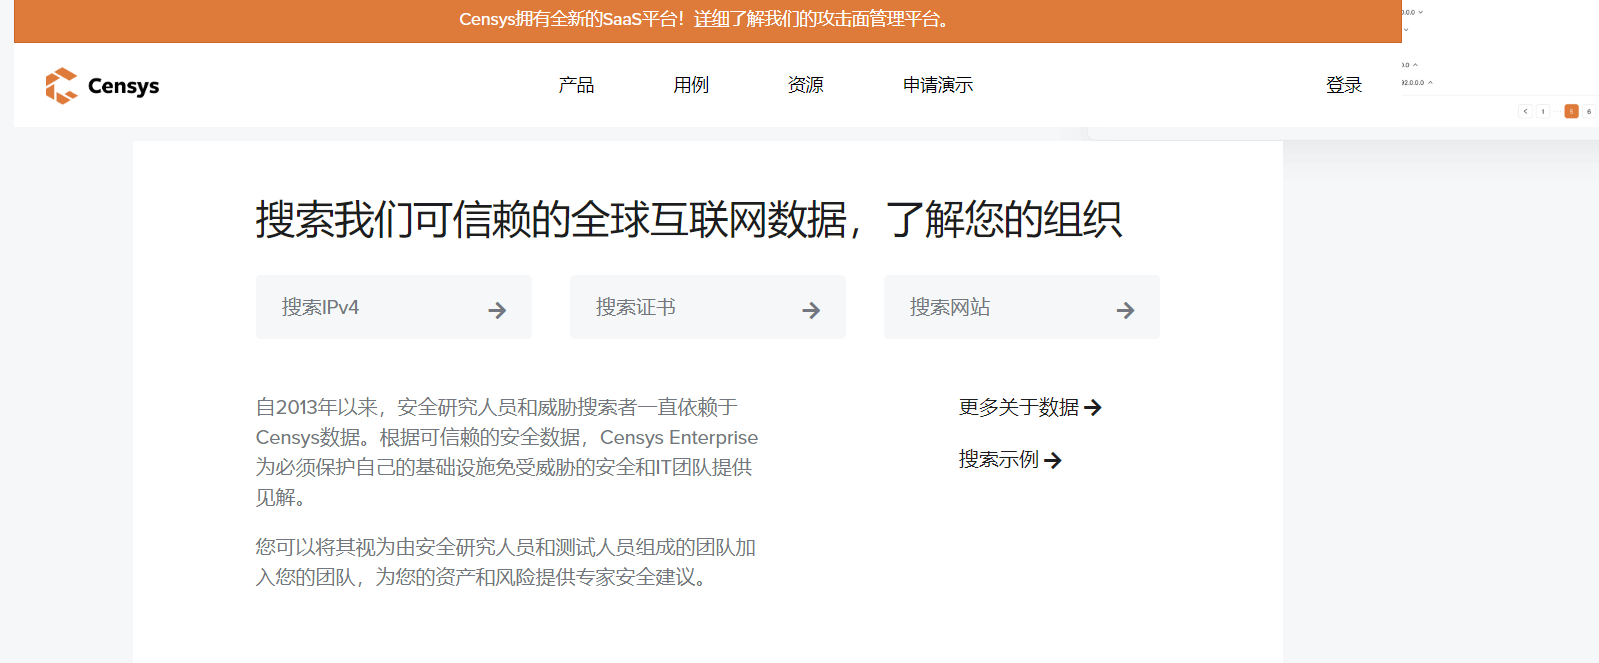 Censys拥有全新的SaaS平台！详细了解我们的攻击面管理平台。
Censys
产品
用例
资源
申请演示
登录
1
5
6
搜索我们可信赖的全球互联网数据，了解您的组织
搜索IPv4
搜索证书
搜索网站
自2013年以来，安全研究人员和威胁搜索者一直依赖于
Censys数据。根据可信赖的安全数据，Censys Enterprise
为必须保护自己的基础设施免受威胁的安全和IT团队提供
见解。
您可以将其视为由安全研究人员和测试人员组成的团队加
入您的团队，为您的资产和风险提供专家安全建议。
更多关于数据
搜索示例